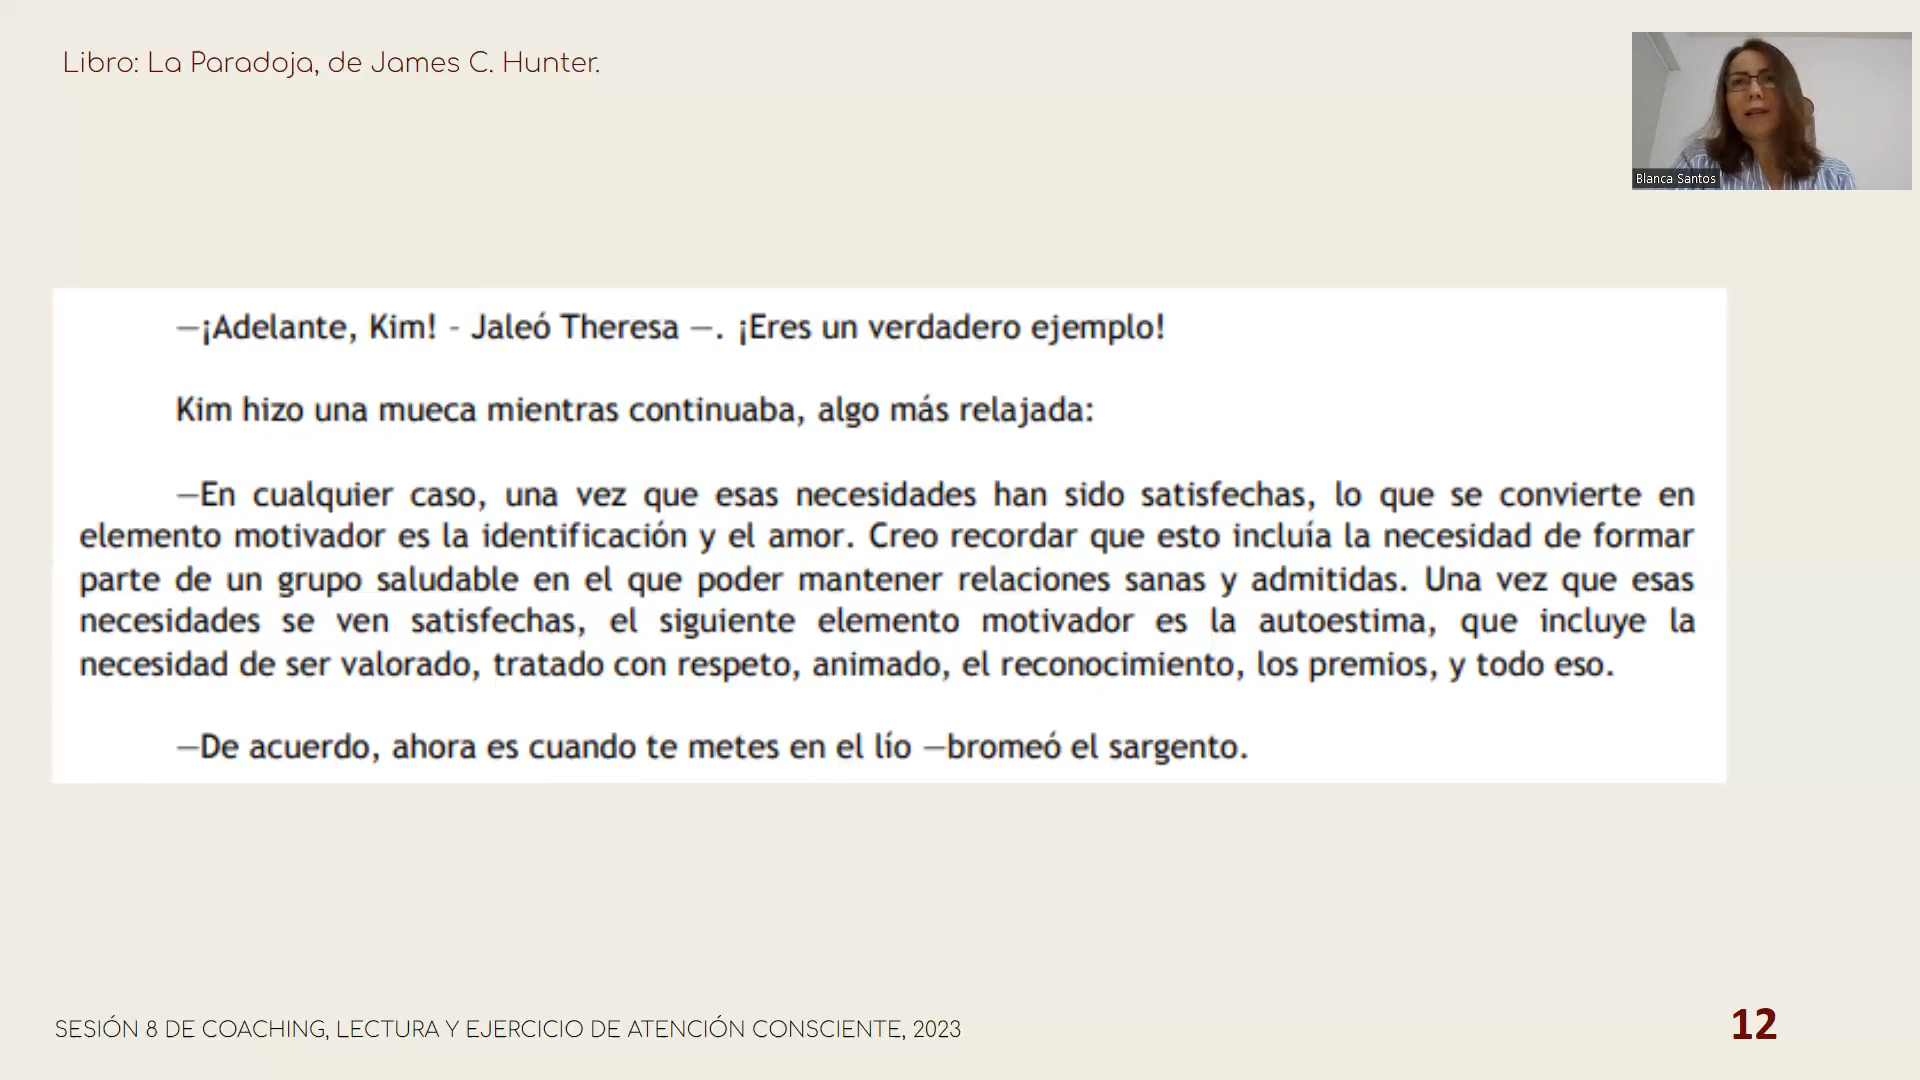 Libro: La Paradoja, de James C. Hunter.
Blanca Santos
—¡Adelante, Kim! - Jaleó Theresa —. ¡Eres un verdadero ejemplo!
Kim hizo una mueca mientras continuaba, algo más relajada:
—En cualquier caso, una vez que esas necesidades han sido satisfechas, lo que se convierte en
elemento motivador es la identificación y el amor. Creo recordar que esto incluía la necesidad de formar
parte de un grupo saludable en el que poder mantener relaciones sanas y admitidas. Una vez que esas
necesidades se ven satisfechas, el siguiente elemento motivador es la autoestima, que incluye la
necesidad de ser valorado, tratado con respeto, animado, el reconocimiento, los premios, y todo eso.
—De acuerdo, ahora es cuando te metes en el lío —bromeó el sargento.
SESIÓN 8 DE COACHING, LECTURA Y EJERCICIO DE ATENCIÓN CONSCIENTE, 2023
12